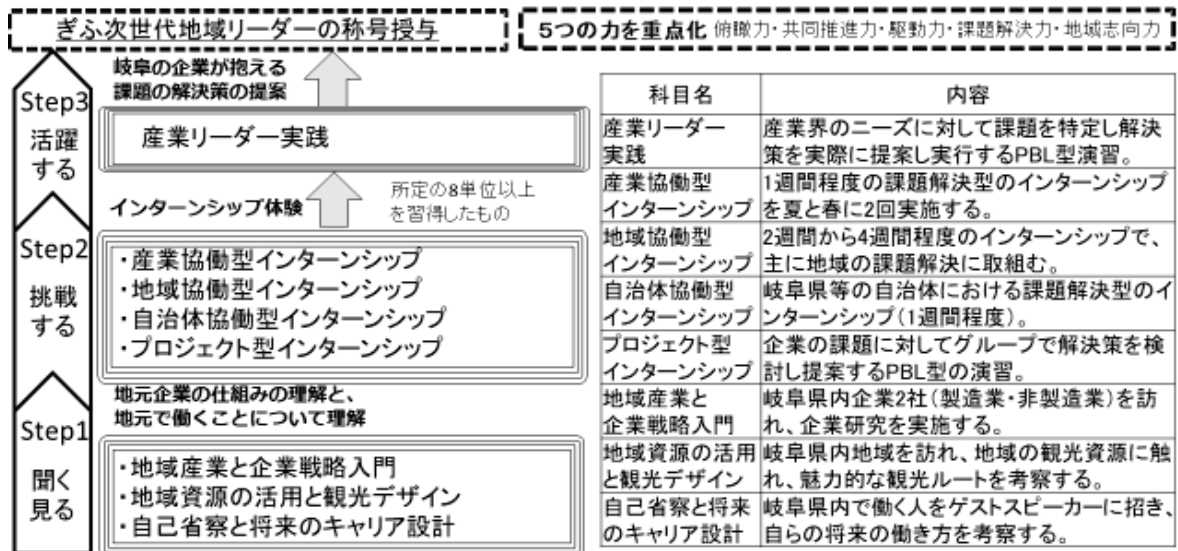 ぎふ次世代地域リーダーの称号授与
5つの力を重点化 俯瞰力・共同推進力・駆動力・課題解決力・地域志向力
Step3
活躍
する
岐阜の企業が抱える
課題の解決策の提案
産業リーダー実践
インターンシップ体験
所定の8単位以上
を習得したもの
Step2
挑戦
する
・産業協働型インターンシップ
・地域協働型インターンシップ
・自治体協働型インターンシップ
・プロジェクト型インターンシップ
地元企業の仕組みの理解と、
地元で働くことについて理解
Step1
聞く
見る
・地域産業と企業戦略入門
・地域資源の活用と観光デザイン
・自己省察と将来のキャリア設計
科目名 内容
産業リーダー 産業界のニーズに対して課題を特定し解決
実践 策を実際に提案し実行するPBL型演習。
産業協働型 1週間程度の課題解決型のインターンシップ
インターンシップ を夏と春に2回実施する。
地域協働型 2週間から4週間程度のインターンシップで、
インターンシップ 主に地域の課題解決に取組む。
自治体協働型 岐阜県等の自治体における課題解決型のイ
インターンシップ ンターンシップ(1週間程度)。
プロジェクト型 企業の課題に対してグループで解決策を検
インターンシップ 討し提案するPBL型の演習。
地域産業と 岐阜県内企業2社(製造業・非製造業)を訪
企業戦略入門 れ、企業研究を実施する。
地域資源の活用 岐阜県内地域を訪れ、地域の観光資源に触
と観光デザイン れ、魅力的な観光ルートを考察する。
自己省察と将来 岐阜県内で働く人をゲストスピーカーに招き、
のキャリア設計 自らの将来の働き方を考察する。